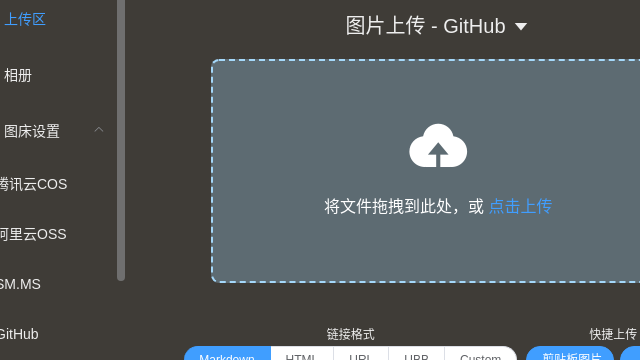 上传区
相册
图床设置
腾讯云COS
阿里云OSS
SM.MS
GitHub
图片上传 - GitHub
将文件拖拽到此处，或 点击上传
链接格式
Markdown
HTML
URL
UBB
Custom
快捷上传
剪贴板图片